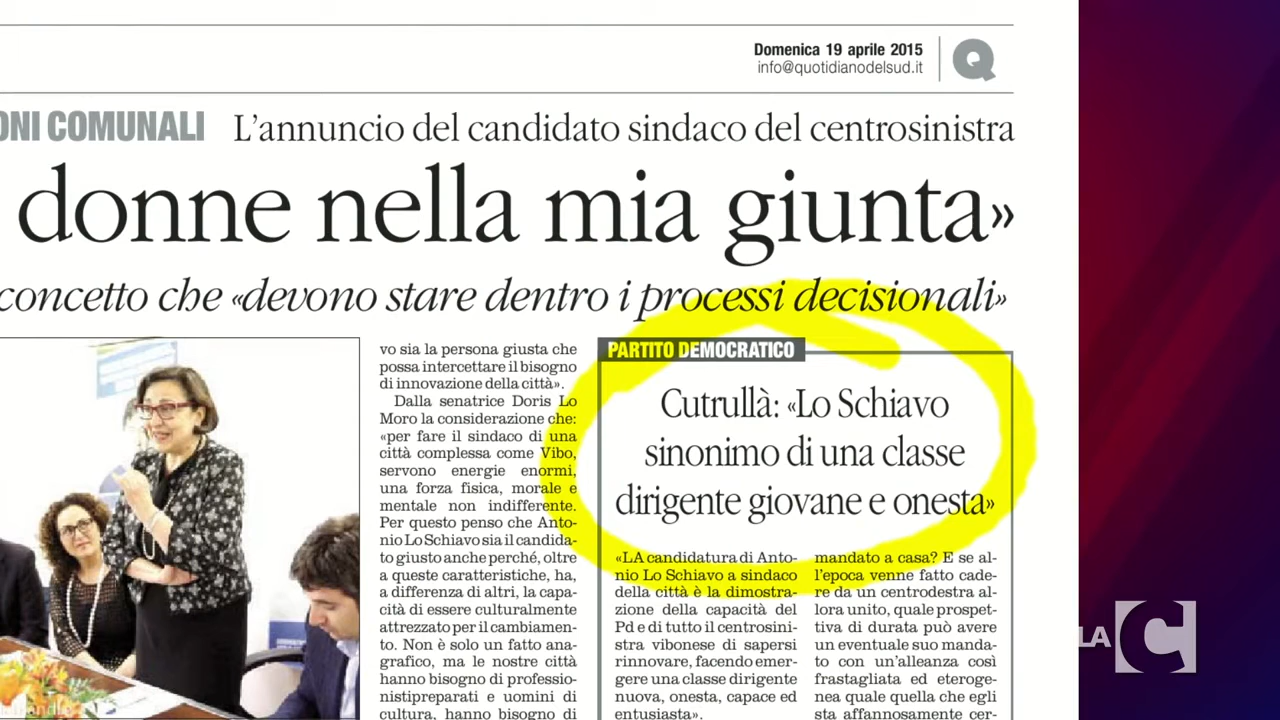 Domenica 19 aprile 2015
info@quotidianodelsud.it
Q
ONI COMUNALI L'annuncio del candidato sindaco del centrosinistra
donne nella mia giunta»
concetto che «devono stare dentro i processi decisionali»
vo sia la persona giusta che
possa intercettare il bisogno
di innovazione della città».
Dalla senatrice Doris Lo
Moro la considerazione che:
«per fare il sindaco di una
città complessa come Vibo,
servono energie enormi,
una forza fisica, morale e
mentale non indifferente.
Per questo penso che Anto-
nio Lo Schiavo sia il candida-
to giusto anche perché, oltre
a queste caratteristiche, ha,
a differenza di altri, la capa-
cità di essere culturalmente
attrezzato per il cambiamen-
to. Non è solo un fatto ana-
grafico, ma le nostre città
hanno bisogno di professio-
nistipreparati e uomini di
cultura, hanno bisogno di
PARTITO DEMOCRATICO
Cutrullà: «Lo Schiavo
sinonimo di una classe
dirigente giovane e onesta»
«LA candidatura di Anto-
nio Lo Schiavo a sindaco
della città è la dimostra-
zione della capacità del
Pd e di tutto il centrosini-
stra vibonese di sapersi
rinnovare, facendo emer-
gere una classe dirigente
nuova, onesta, capace ed
entusiasta».
mandato a casa? E se al-
l'epoca venne fatto cade-
re da un centrodestra al-
lora unito, quale prospet-
tiva di durata può avere
un eventuale suo manda-
to con un'alleanza così
frastagliata ed eteroge-
nea quale quella che egli
sta affannosamente cer-
LA C